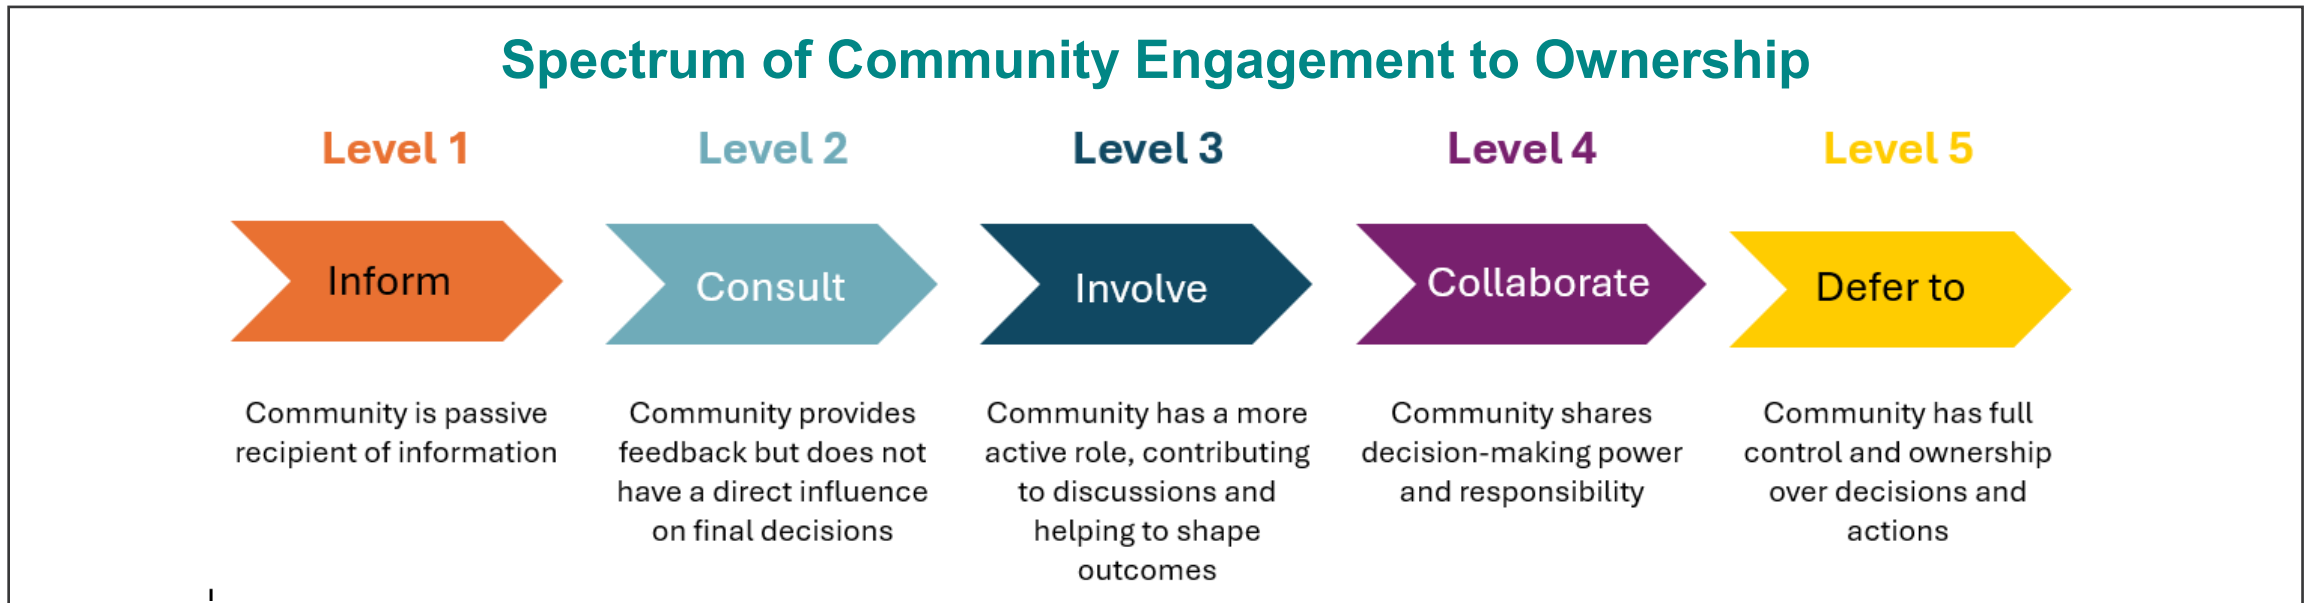 Spectrum of Community Engagement to Ownership
Level 1
Level 2
Level 3
Level 4
Level 5
Inform
Consult
Involve
Collaborate
Defer to
Community is passive
recipient of information
Community provides
feedback but does not
have a direct influence
on final decisions
Community has a more
active role, contributing
to discussions and
helping to shape
outcomes
Community shares
decision-making power
and responsibility
Community has full
control and ownership
over decisions and
actions